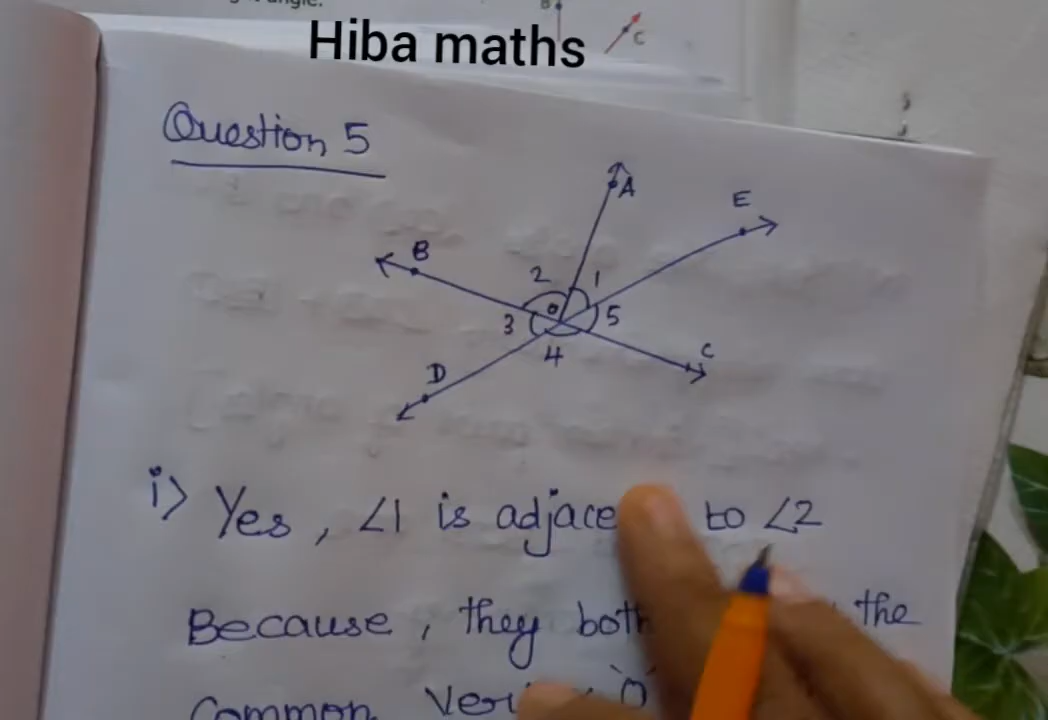 angle.
B
C
Hiba maths
Question 5
A
E
B
2 1
O
3 5
4
C
D
i) Yes, ∠1 is to ∠2
Because, they both the
Common 'O'